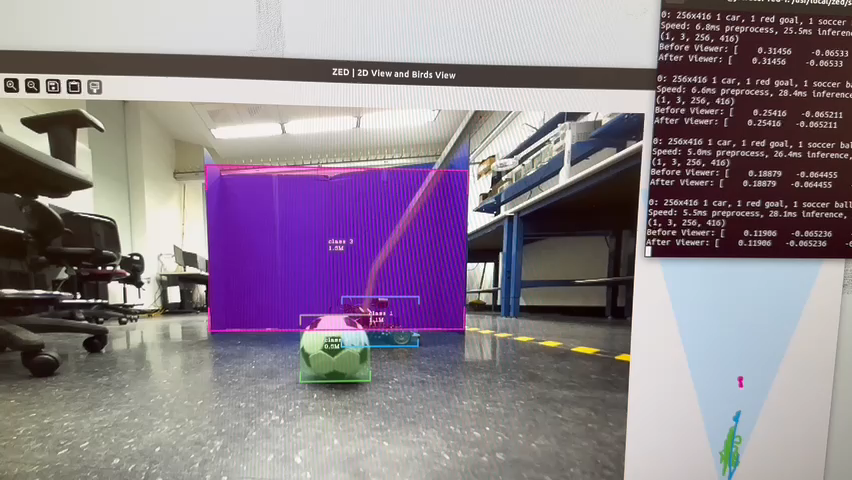 ZED | 2D View and Birds View
0: 256x416 1 car, 1 red goal, 1 soccer
Speed: 6.8ms preprocess, 25.5ms inference
(1, 3, 256, 416)
Before Viewer: [ 0.31456 -0.06533
After Viewer: [ 0.31456 -0.06533
0: 256x416 1 car, 1 red goal, 1 soccer ba
Speed: 6.6ms preprocess, 28.4ms inference
(1, 3, 256, 416)
Before Viewer: [ 0.25416 -0.065211
After Viewer: [ 0.25416 -0.065211
0: 256x416 1 car, 1 red goal, 1 soccer bal
Speed: 5.0ms preprocess, 26.4ms inference,
(1, 3, 256, 416)
Before Viewer: [ 0.18879 -0.064455
After Viewer: [ 0.18879 -0.064455
0: 256x416 1 car, 1 red goal, 1 soccer ball
Speed: 5.5ms preprocess, 28.1ms inference,
(1, 3, 256, 416)
Before Viewer: [ 0.11906 -0.065236 -0
After Viewer: [ 0.11906 -0.065236 -0
class
class 1
1.1M
class
0.5M